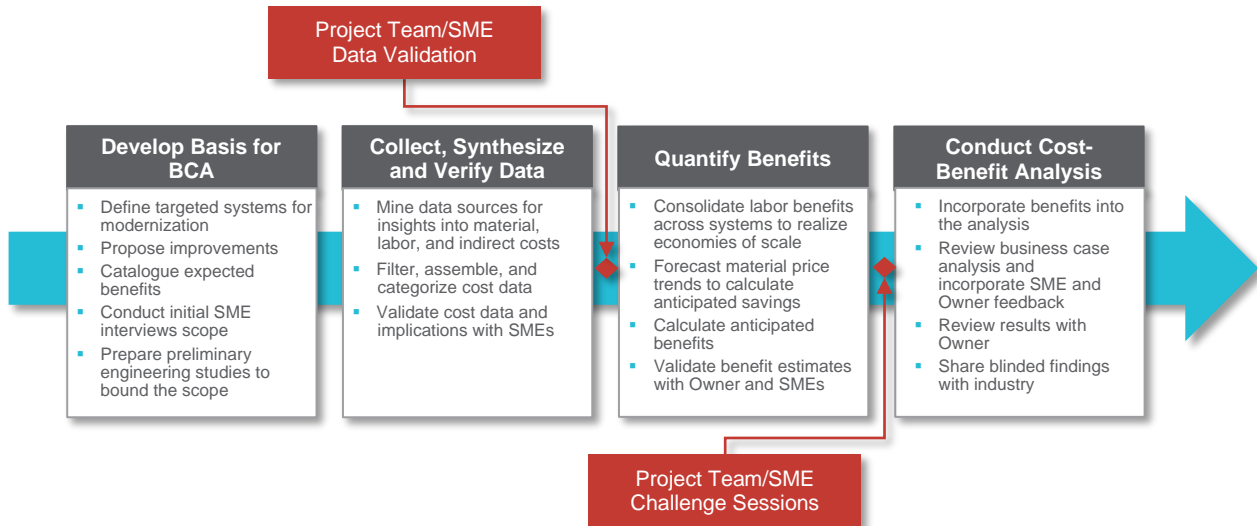 Project Team/SME
Data Validation
Develop Basis for
BCA
Define targeted systems for
modernization
Propose improvements
Catalogue expected
benefits
Conduct initial SME
interviews scope
Prepare preliminary
engineering studies to
bound the scope
Collect, Synthesize
and Verify Data
Mine data sources for
insights into material,
labor, and indirect costs
Filter, assemble, and
categorize cost data
Validate cost data and
implications with SMEs
Quantify Benefits
Consolidate labor benefits
across systems to realize
economies of scale
Forecast material price
trends to calculate
anticipated savings
Calculate anticipated
benefits
Validate benefit estimates
with Owner and SMEs
Conduct Cost-
Benefit Analysis
Incorporate benefits into
the analysis
Review business case
analysis and
incorporate SME and
Owner feedback
Review results with
Owner
Share blinded findings
with industry
Project Team/SME
Challenge Sessions